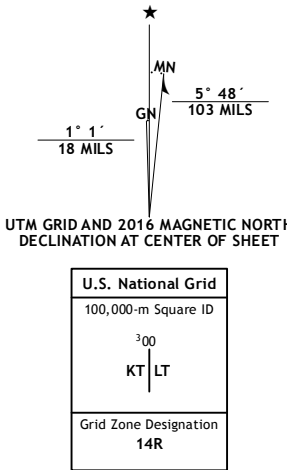 ★
MN
GN
5° 48´
103 MILS
1° 1´
18 MILS
UTM GRID AND 2016 MAGNETIC NORTH
DECLINATION AT CENTER OF SHEET
U.S. National Grid
100,000-m Square ID
³00
KT LT
Grid Zone Designation
14R